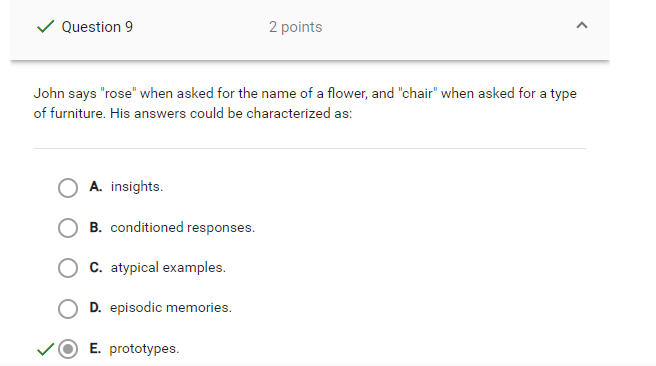 Question 9 2 points
John says "rose" when asked for the name of a flower, and "chair" when asked for a type
of furniture. His answers could be characterized as:
A. insights.
B. conditioned responses.
C. atypical examples.
D. episodic memories.
E. prototypes.